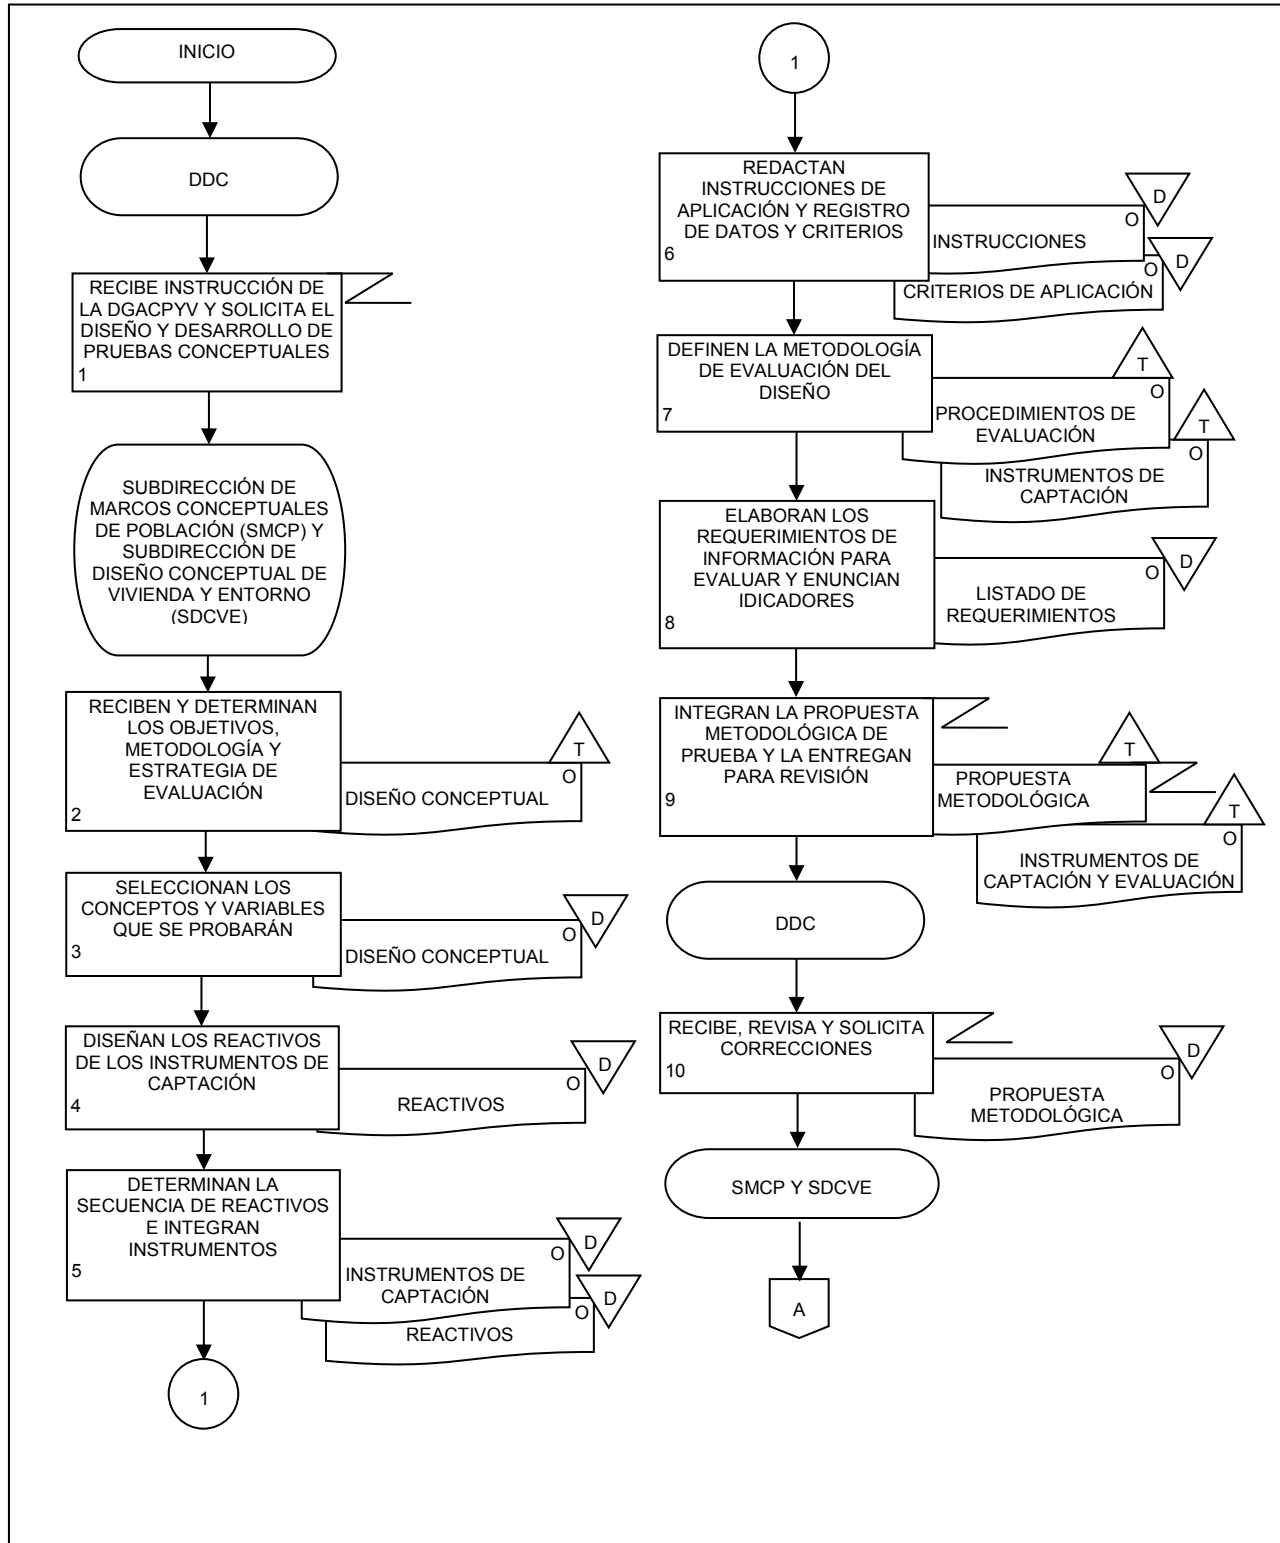 INICIO
DDC
RECIBE INSTRUCCIÓN DE
LA DGACPYV Y SOLICITA EL
DISEÑO Y DESARROLLO DE
PRUEBAS CONCEPTUALES
1
SUBDIRECCIÓN DE
MARCOS CONCEPTUALES
DE POBLACIÓN (SMCP) Y
SUBDIRECCIÓN DE
DISEÑO CONCEPTUAL DE
VIVIENDA Y ENTORNO
(SDCVE)
RECIBEN Y DETERMINAN
LOS OBJETIVOS,
METODOLOGÍA Y
ESTRATEGIA DE
EVALUACIÓN
2
T
O
DISEÑO CONCEPTUAL
SELECCIONAN LOS
CONCEPTOS Y VARIABLES
QUE SE PROBARÁN
3
D
O
DISEÑO CONCEPTUAL
DISEÑAN LOS REACTIVOS
DE LOS INSTRUMENTOS DE
CAPTACIÓN
4
D
O
REACTIVOS
DETERMINAN LA
SECUENCIA DE REACTIVOS
E INTEGRAN
INSTRUMENTOS
5
D
O
INSTRUMENTOS DE
CAPTACIÓN
D
O
REACTIVOS
1
1
REDACTAN
INSTRUCCIONES DE
APLICACIÓN Y REGISTRO
DE DATOS Y CRITERIOS
6
D
O
INSTRUCCIONES
D
O
CRITERIOS DE APLICACIÓN
DEFINEN LA METODOLOGÍA
DE EVALUACIÓN DEL
DISEÑO
7
T
O
PROCEDIMIENTOS DE
EVALUACIÓN
T
O
INSTRUMENTOS DE
CAPTACIÓN
ELABORAN LOS
REQUERIMIENTOS DE
INFORMACIÓN PARA
EVALUAR Y ENUNCIAN
IDICADORES
8
D
O
LISTADO DE
REQUERIMIENTOS
INTEGRAN LA PROPUESTA
METODOLÓGICA DE
PRUEBA Y LA ENTREGAN
PARA REVISIÓN
9
T
PROPUESTA
METODOLÓGICA
T
O
INSTRUMENTOS DE
CAPTACIÓN Y EVALUACIÓN
DDC
RECIBE, REVISA Y SOLICITA
CORRECCIONES
10
D
O
PROPUESTA
METODOLÓGICA
SMCP Y SDCVE
A